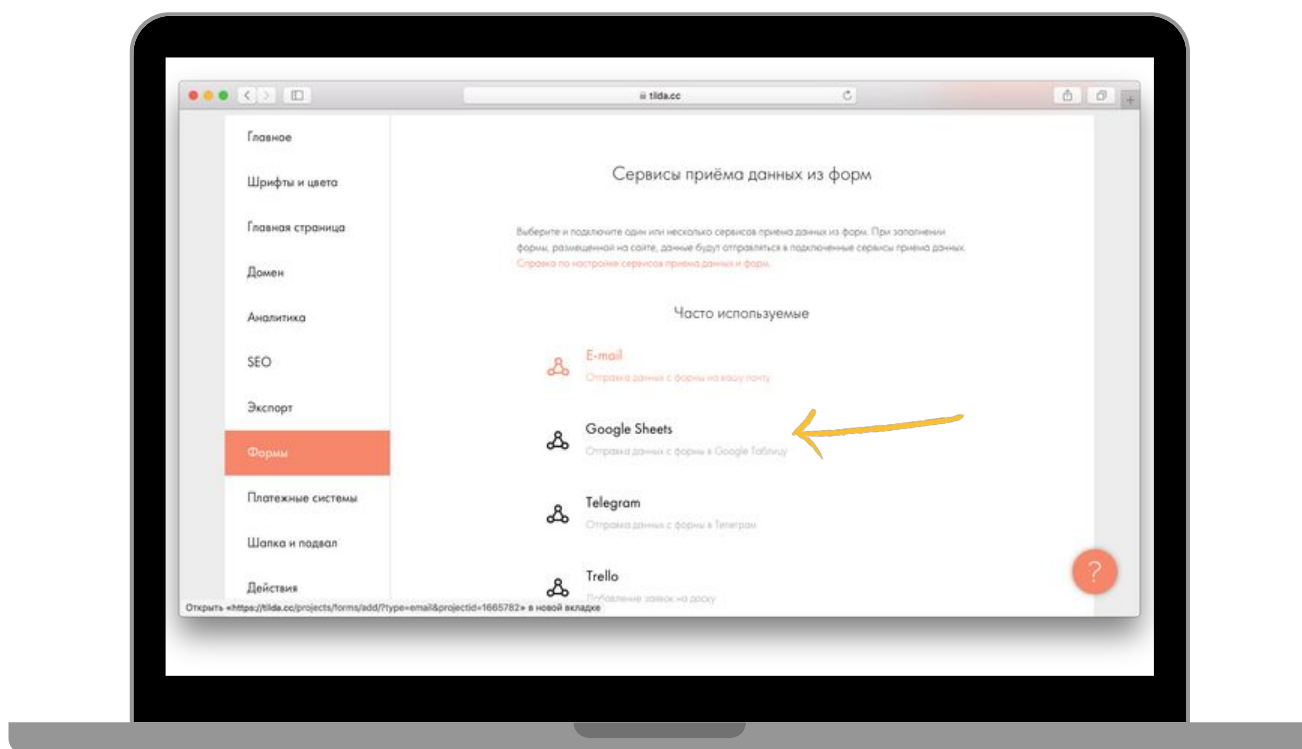 tilda.cc
Главное
Шрифты и цвета
Главная страница
Домен
Аналитика
SEO
Экспорт
Формы
Платежные системы
Шапка и подвал
Действия
Сервисы приёма данных из форм
Выберите и подключите один или несколько сервисов приема данных из форм. При заполнении
формы, размещенной на сайте, данные будут отправляться в подключенные сервисы приема данных.
Справка по настройке сервисов приема данных и форм.
Часто используемые
E-mail
Отправка данных с формы на вашу почту
Google Sheets
Отправка данных с формы в Google Таблицу
Telegram
Отправка данных с формы в Телеграм
Trello
Добавление заявок на доску
?
Открыть «https://tilda.cc/projects/forms/add/?type=email&projectid=1665782» в новой вкладке